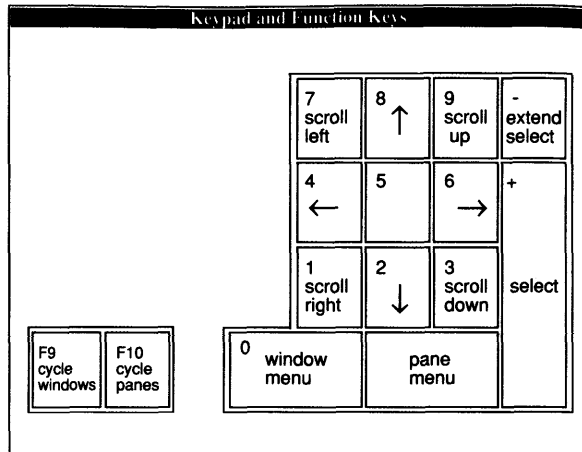 Keypad and Function Keys
7
scroll
left
8
↑
9
scroll
up
-
extend
select
4
←
5
6
→
+
select
1
scroll
right
2
↓
3
scroll
down
F9
cycle
windows
F10
cycle
panes
0
window
menu
pane
menu